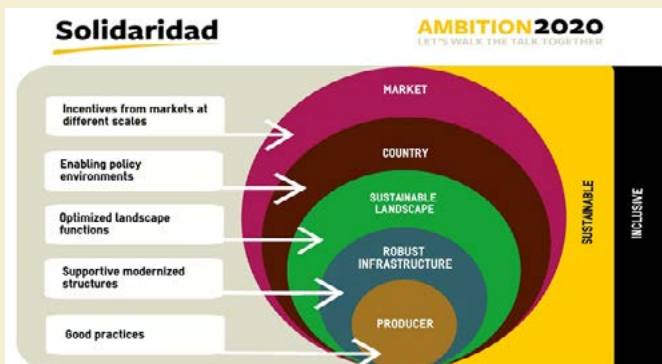 Solidaridad
AMBITION2020
LET'S WALK THE TALK TOGETHER
Incentives from markets at
different scales
Enabling policy
environments
Optimized landscape
functions
Supportive modernized
structures
Good practices
MARKET
COUNTRY
SUSTAINABLE
LANDSCAPE
ROBUST
INFRASTRUCTURE
PRODUCER
SUSTAINABLE
INCLUSIVE